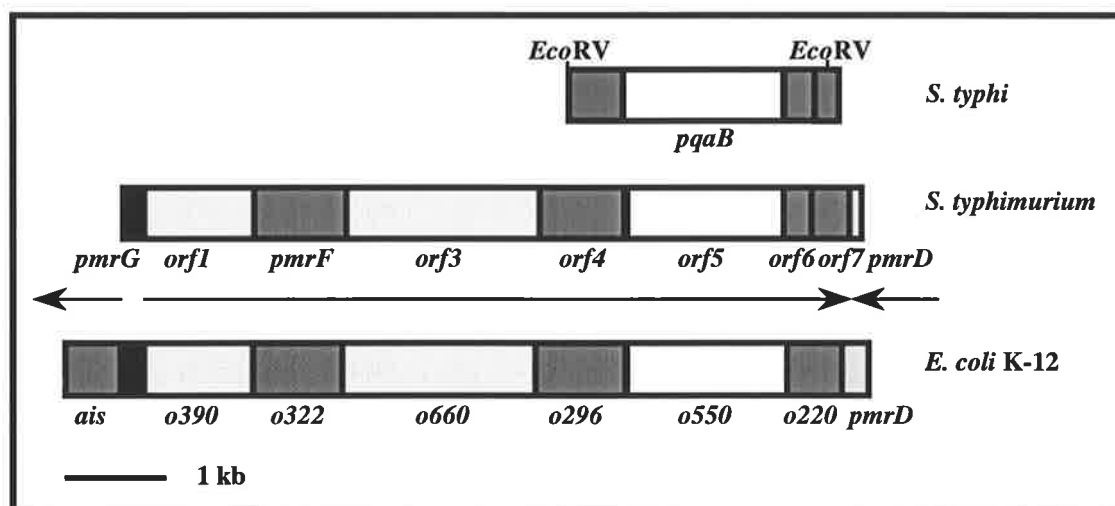 EcoRV EcoRV
S. typhi
pqaB
S. typhimurium
pmrG orf1 pmrF orf3 orf4 orf5 orf6 orf7 pmrD
E. coli K-12
ais o390 o322 o660 o296 o550 o220 pmrD
1 kb